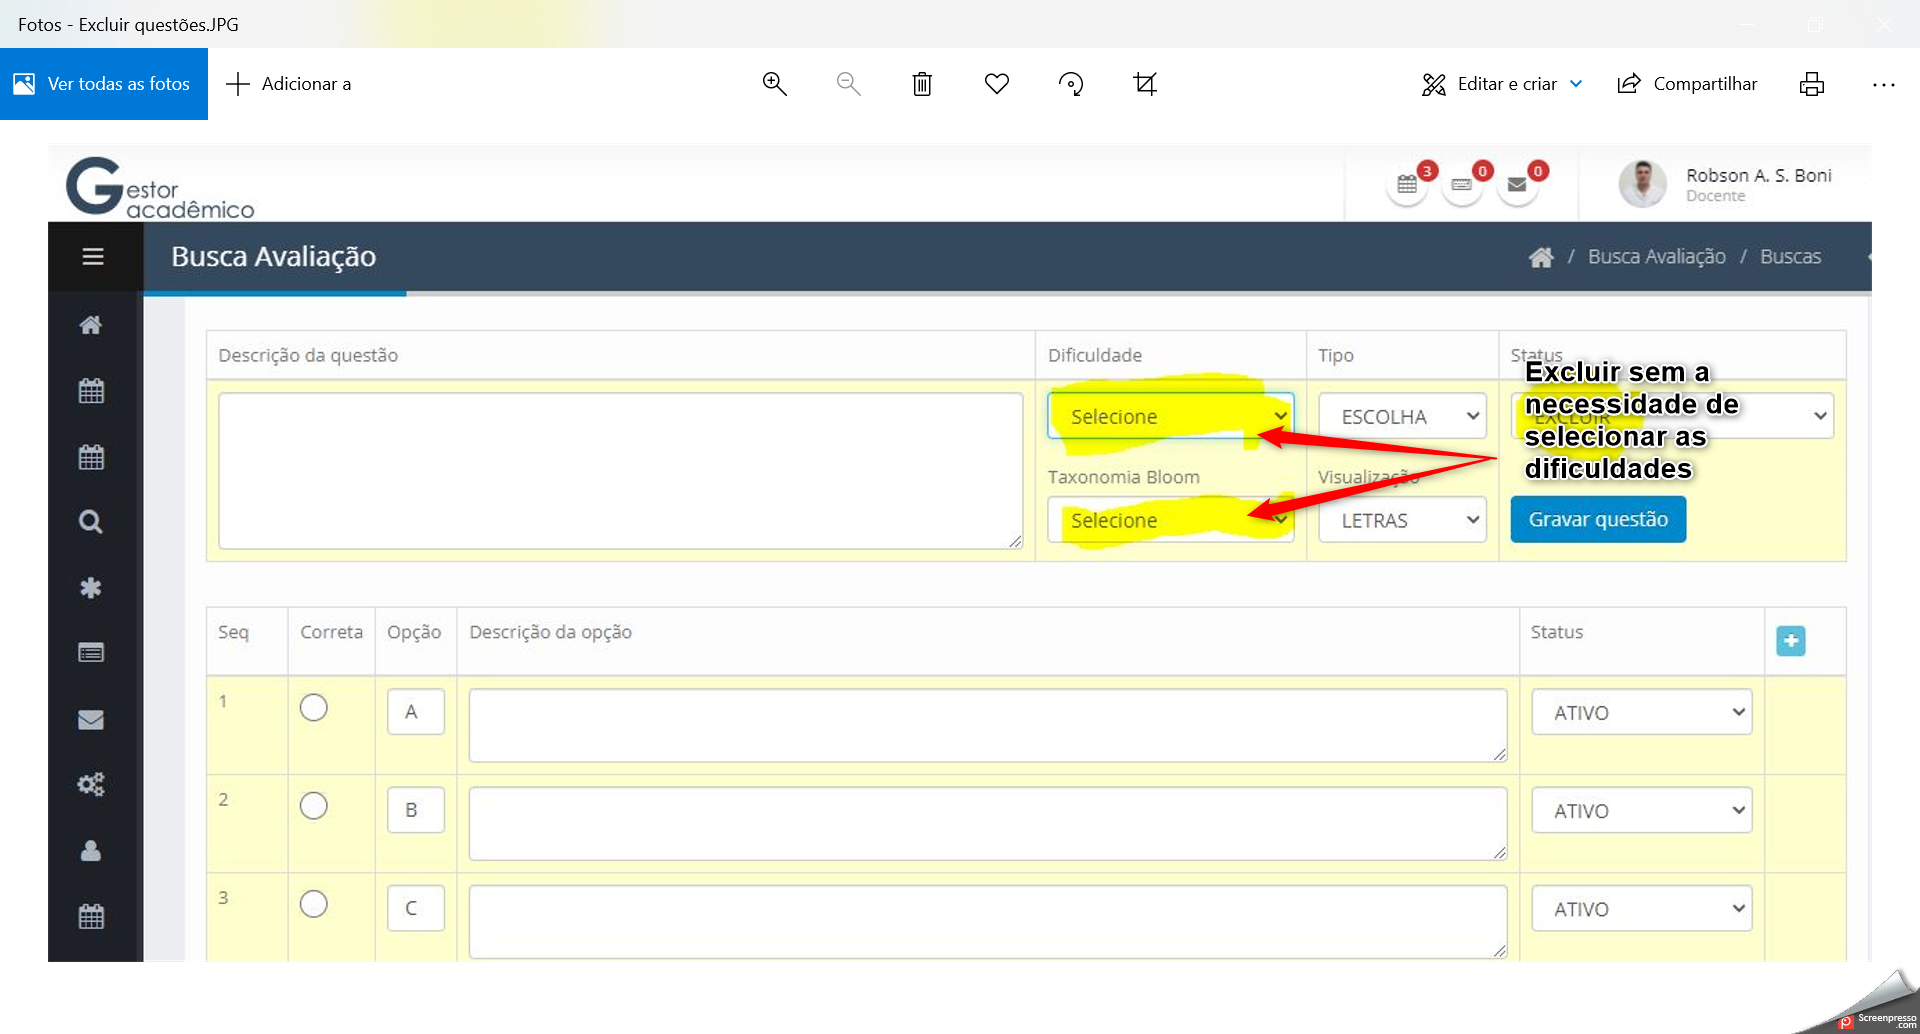 Fotos - Excluir questões.JPG
Ver todas as fotos
Adicionar a
Editar e criar
Compartilhar
Gestor
acadêmico
3
0
0
Robson A. S. Boni
Docente
Busca Avaliação
/ Busca Avaliação / Buscas
Descrição da questão
Dificuldade
Tipo
Status
Excluir sem a
necessidade de
selecionar as
dificuldades
Selecione
ESCOLHA
EXCLUIR
Taxonomia Bloom
Visualização
Selecione
LETRAS
Gravar questão
Seq
Correta
Opção
Descrição da opção
Status
1
A
ATIVO
2
B
ATIVO
3
C
ATIVO
Screenpresso
.com